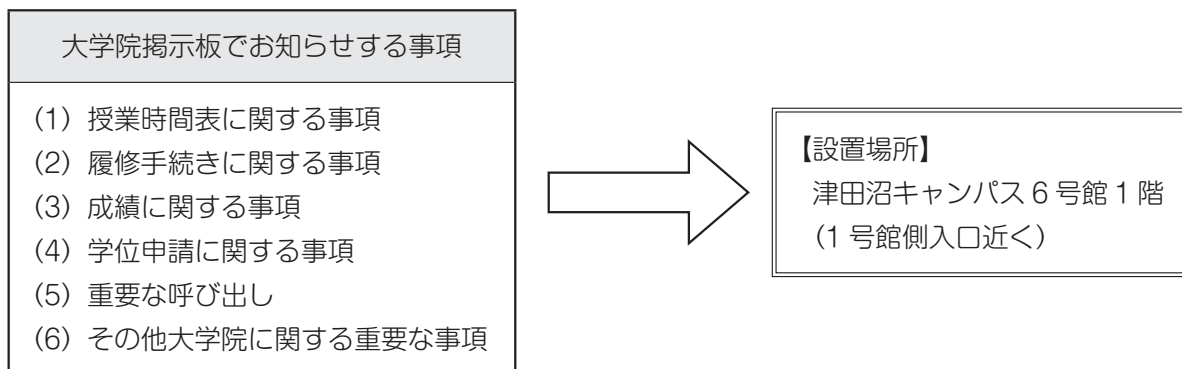 大学院掲示板でお知らせする事項
(1) 授業時間表に関する事項
(2) 履修手続きに関する事項
(3) 成績に関する事項
(4) 学位申請に関する事項
(5) 重要な呼び出し
(6) その他大学院に関する重要な事項
【設置場所】
津田沼キャンパス 6 号館 1 階
(1 号館側入口近く)